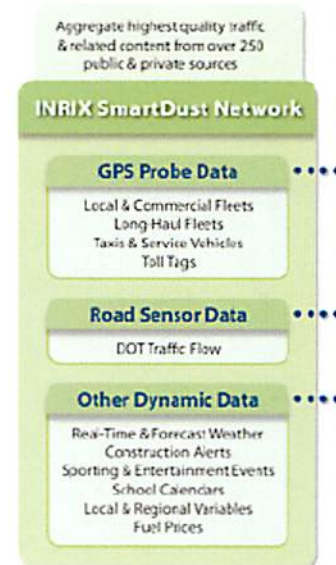 Aggregate highest quality traffic
& related content from over 250
public & private sources
INRIX SmartDust Network
GPS Probe Data
Local & Commercial Fleets
Long-Haul Fleets
Taxis & Service Vehicles
Toll Tags
Road Sensor Data
DOT Traffic Flow
Other Dynamic Data
Real-Time & Forecast Weather
Construction Alerts
Sporting & Entertainment Events
School Calendars
Local & Regional Variables
Fuel Prices